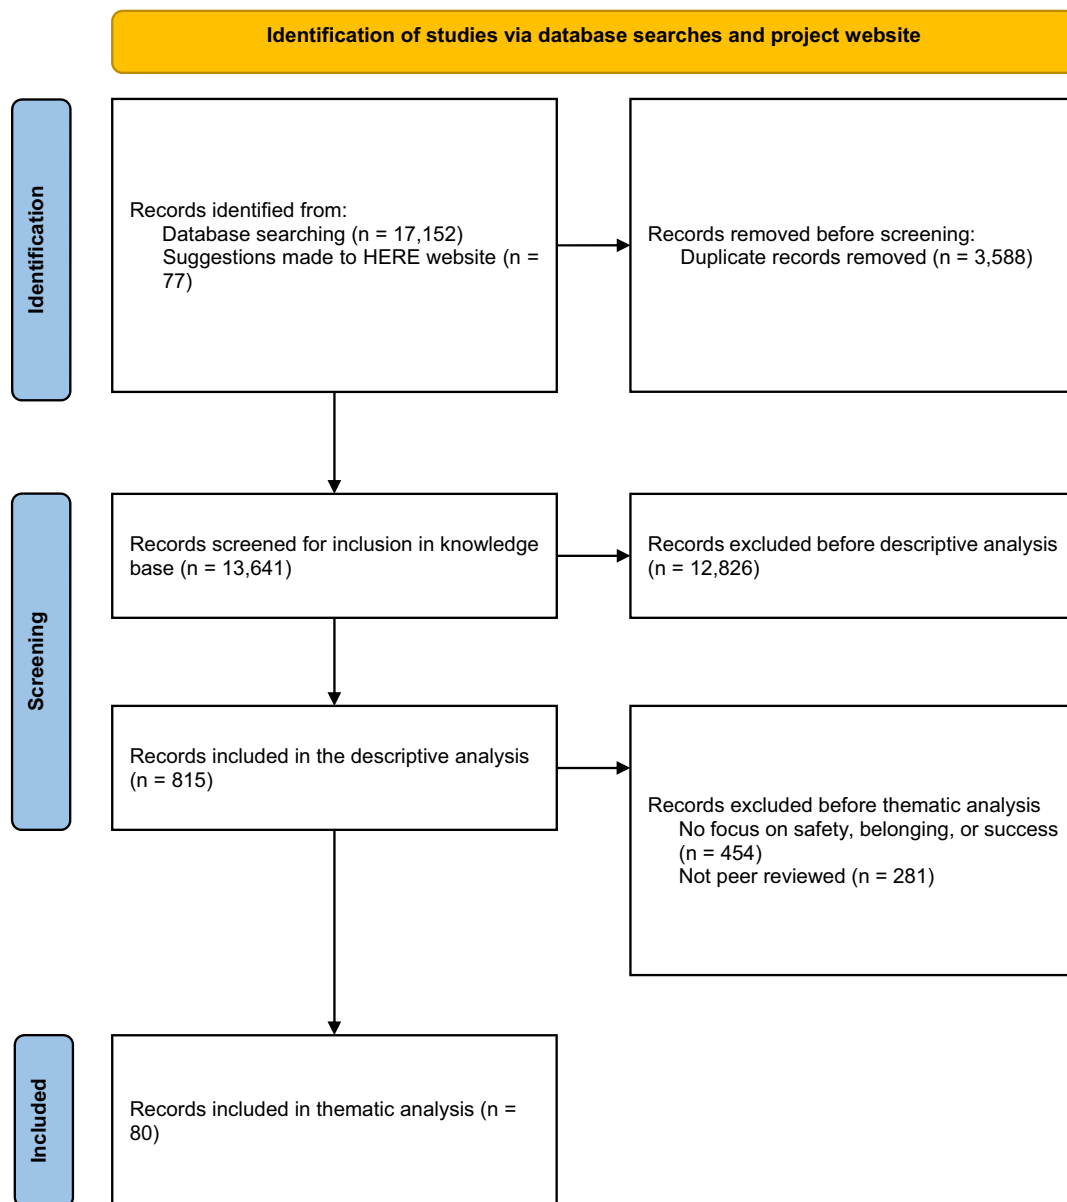 Identification of studies via database searches and project website
Identification
Records identified from:
Database searching (n = 17,152)
Suggestions made to HERE website (n =
77)
Records removed before screening:
Duplicate records removed (n = 3,588)
Screening
Records screened for inclusion in knowledge
base (n = 13,641)
Records excluded before descriptive analysis
(n = 12,826)
Records included in the descriptive analysis
(n = 815)
Records excluded before thematic analysis
No focus on safety, belonging, or success
(n = 454)
Not peer reviewed (n = 281)
Included
Records included in thematic analysis (n =
80)